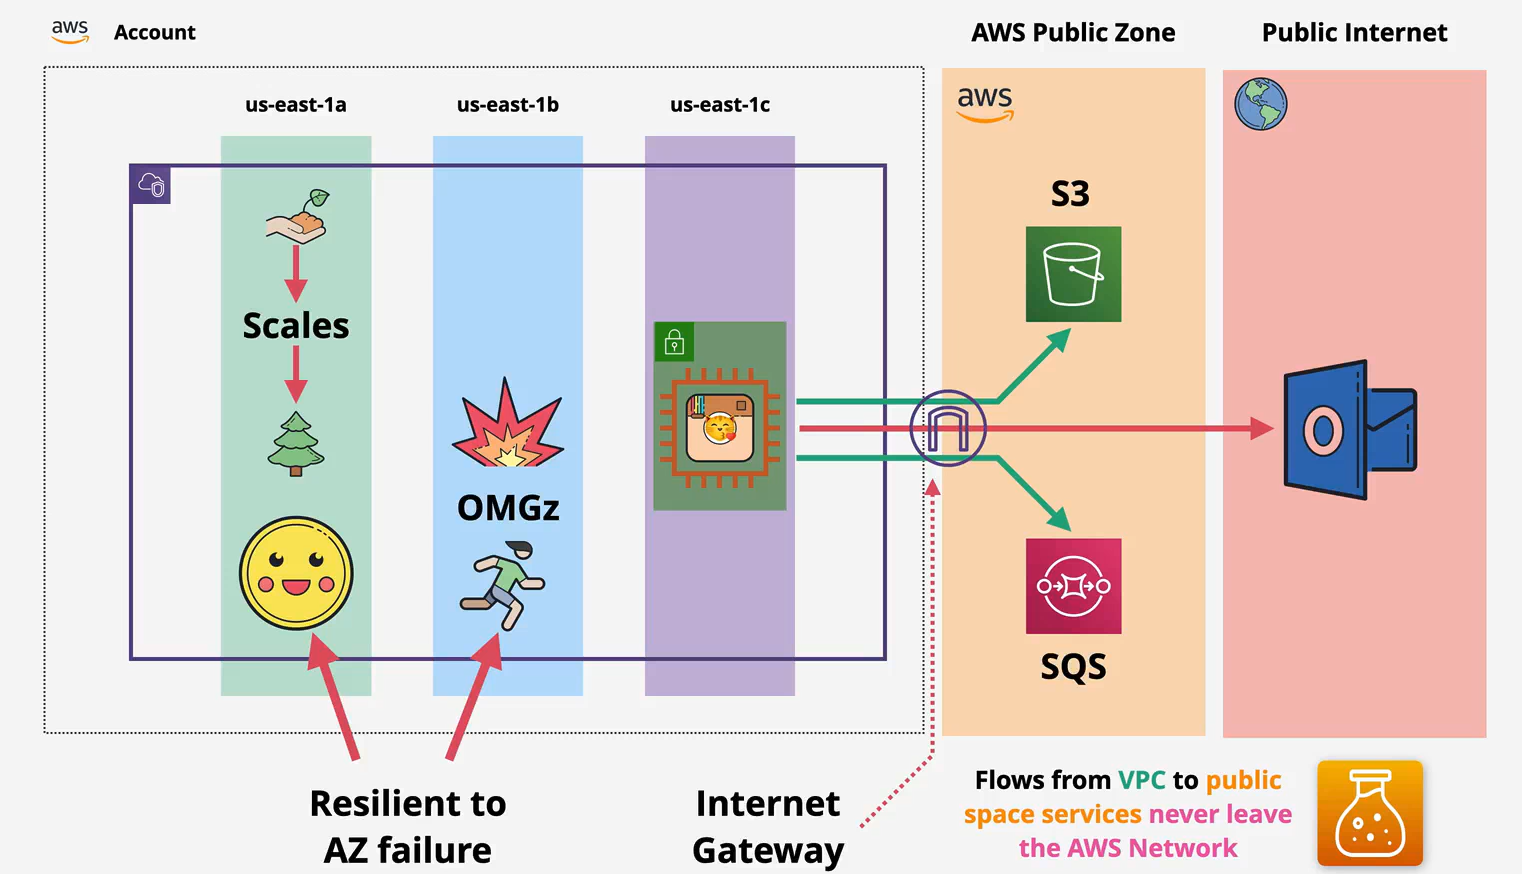 aws Account
AWS Public Zone
Public Internet
us-east-1a
us-east-1b
us-east-1c
aws
S3
Scales
OMGz
SQS
Resilient to
AZ failure
Internet
Gateway
Flows from VPC to public
space services never leave
the AWS Network